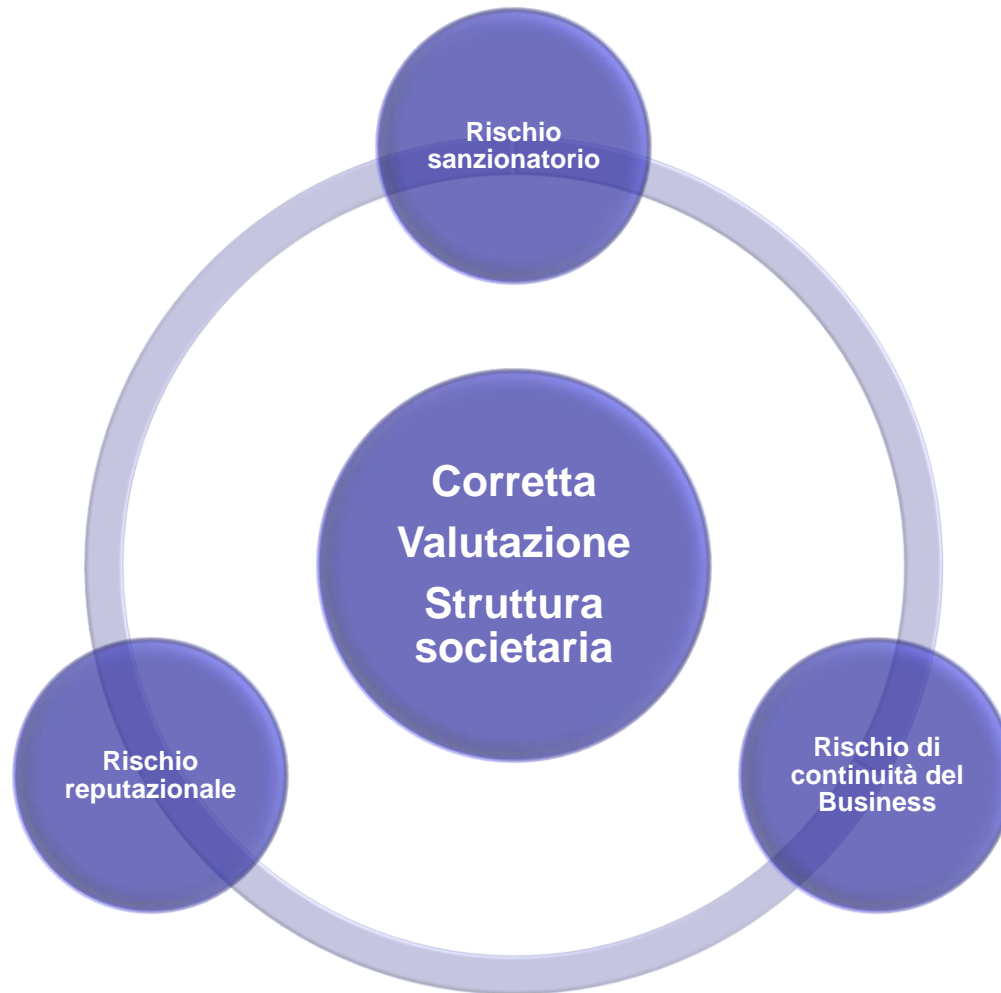 Rischio
sanzionatorio
Corretta
Valutazione
Struttura
societaria
Rischio
reputazionale
Rischio di
continuità del
Business